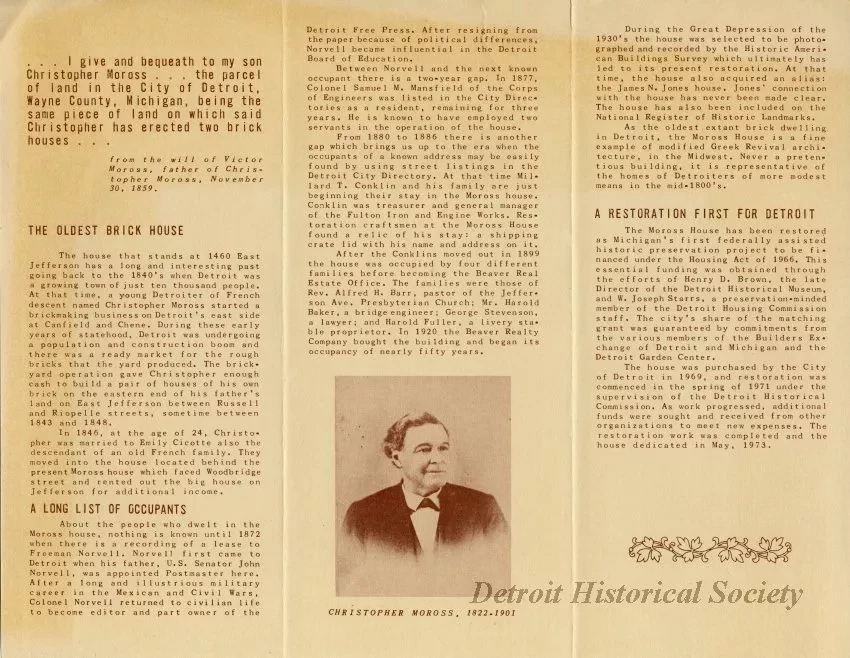 . . . I give and bequeath to my son
Christopher Moross . . . the parcel
of land in the City of Detroit,
Wayne County, Michigan, being the
same piece of land on which said
Christopher has erected two brick
houses . . .
from the will of Victor
Moross, father of Chris-
topher Moross, November
30, 1859.
THE OLDEST BRICK HOUSE
The house that stands at 1460 East
Jefferson has a long and interesting past
going back to the 1840's when Detroit was
a growing town of just ten thousand people.
At that time, a young Detroiter of French
descent named Christopher Moross started a
brickmaking business on Detroit's east side
at Canfield and Chene. During these early
years of statehood, Detroit was undergoing
a population and construction boom and
there was a ready market for the rough
bricks that the yard produced. The brick-
yard operation gave Christopher enough
cash to build a pair of houses of his own
brick on the eastern end of his father's
land on East Jefferson between Russell
and Riopelle streets, sometime between
1843 and 1848.
In 1846, at the age of 24, Christo-
pher was married to Emily Cicotte also the
descendant of an old French family. They
moved into the house located behind the
present Moross house which faced Woodbridge
street and rented out the big house on
Jefferson for additional income.
A LONG LIST OF OCCUPANTS
About the people who dwelt in the
Moross house, nothing is known until 1872
when there is a recording of a lease to
Freeman Norvell. Norvell first came to
Detroit when his father, U.S. Senator John
Norvell, was appointed Postmaster here.
After a long and illustrious military
career in the Mexican and Civil Wars,
Colonel Norvell returned to civilian life
to become editor and part owner of the
Detroit Free Press. After resigning from
the paper because of political differences,
Norvell became influential in the Detroit
Board of Education.
Between Norvell and the next known
occupant there is a two-year gap. In 1877,
Colonel Samuel M. Mansfield of the Corps
of Engineers was listed in the City Direc-
tories as a resident, remaining for three
years. He is known to have employed two
servants in the operation of the house.
From 1880 to 1886 there is another
gap which brings us up to the era when the
occupants of a known address may be easily
found by using street listings in the
Detroit City Directory. At that time Mil-
lard T. Conklin and his family are just
beginning their stay in the Moross house.
Conklin was treasurer and general manager
of the Fulton Iron and Engine Works. Res-
toration craftsmen at the Moross House
found a relic of his stay: a shipping
crate lid with his name and address on it.
After the Conklins moved out in 1899
the house was occupied by four different
families before becoming the Beaver Real
Estate Office. The families were those of
Rev. Alfred H. Barr, pastor of the Jeffer-
son Ave. Presbyterian Church; Mr. Harold
Baker, a bridge engineer; George Stevenson,
a lawyer; and Harold Fuller, a livery sta-
ble proprietor. In 1920 the Beaver Realty
Company bought the building and began its
occupancy of nearly fifty years.
CHRISTOPHER MOROSS, 1822-1901
During the Great Depression of the
1930's the house was selected to be photo-
graphed and recorded by the Historic Ameri-
can Buildings Survey which ultimately has
led to its present restoration. At that
time, the house also acquired an alias:
the James N. Jones house. Jones' connection
with the house has never been made clear.
The house has also been included on the
National Register of Historic Landmarks.
As the oldest extant brick dwelling
in Detroit, the Moross House is a fine
example of modified Greek Revival archi-
tecture, in the Midwest. Never a preten-
tious building, it is representative of
the homes of Detroiters of more modest
means in the mid-1800's.
A RESTORATION FIRST FOR DETROIT
The Moross House has been restored
as Michigan's first federally assisted
historic preservation project to be fi-
nanced under the Housing Act of 1966. This
essential funding was obtained through
the efforts of Henry D. Brown, the late
Director of the Detroit Historical Museum,
and W. Joseph Starrs, a preservation-minded
member of the Detroit Housing Commission
staff. The city's share of the matching
grant was guaranteed by commitments from
the various members of the Builders Ex-
change of Detroit and Michigan and the
Detroit Garden Center.
The house was purchased by the City
of Detroit in 1969, and restoration was
commenced in the spring of 1971 under the
supervision of the Detroit Historical
Commission. As work progressed, additional
funds were sought and received from other
organizations to meet new expenses. The
restoration work was completed and the
house dedicated in May, 1973.
Detroit Historical Society